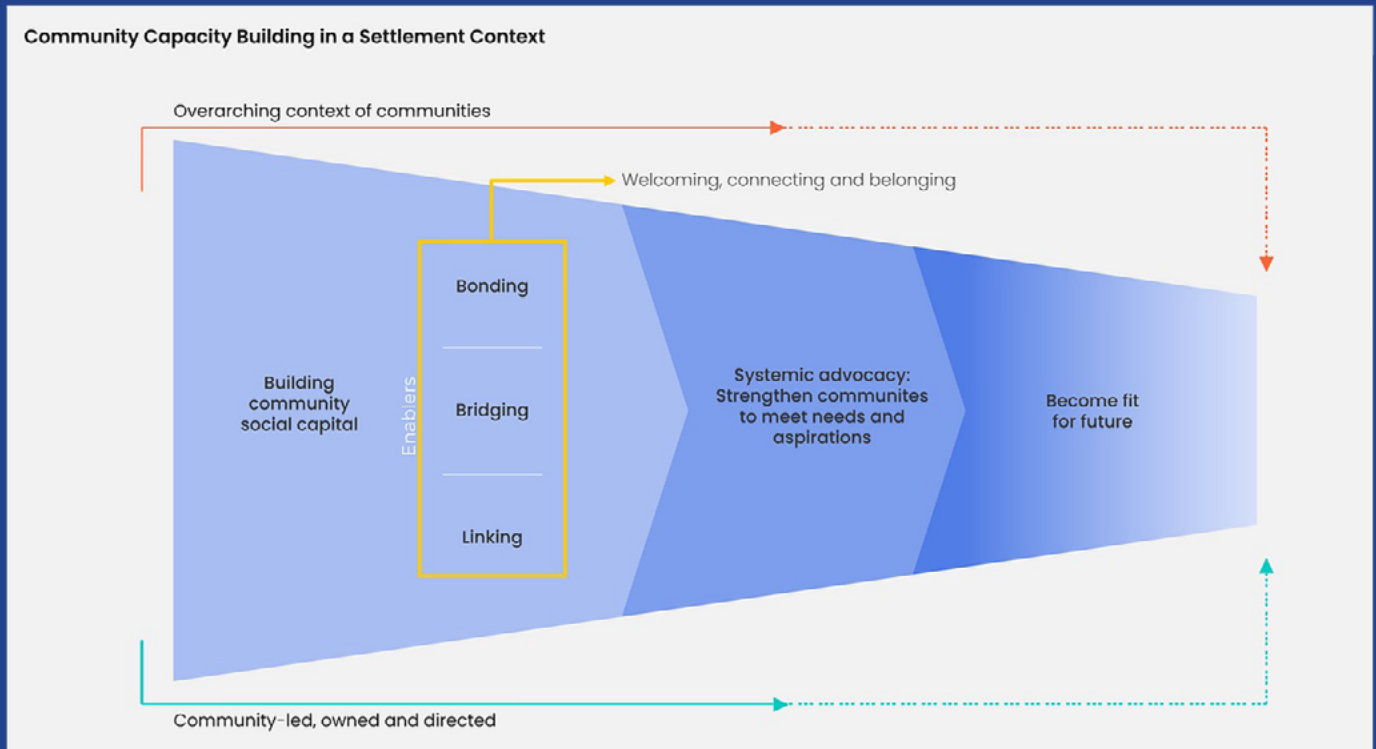 Community Capacity Building in a Settlement Context
Overarching context of communities
Welcoming, connecting and belonging
Building
community
social capital
Enablers
Bonding
Bridging
Linking
Systemic advocacy:
Strengthen communites
to meet needs and
aspirations
Become fit
for future
Community-led, owned and directed